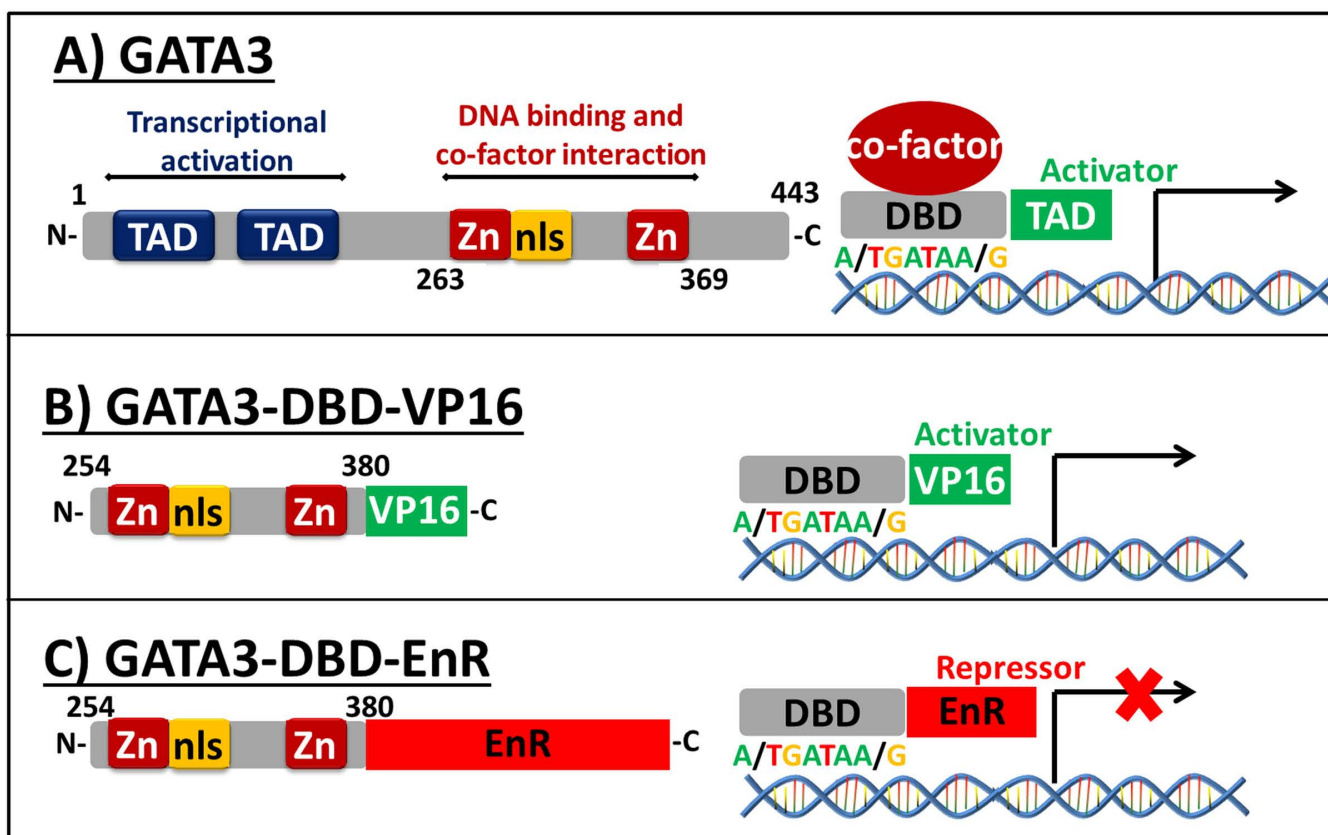 A) GATA3
Transcriptional
activation
DNA binding and
co-factor interaction
1
443
N-
TAD
TAD
Zn
nls
Zn
-C
263
369
co-factor
Activator
DBD
TAD
A/TGATAA/G
B) GATA3-DBD-VP16
254
380
N-
Zn
nls
Zn
VP16
-C
Activator
DBD
VP16
A/TGATAA/G
C) GATA3-DBD-EnR
254
380
N-
Zn
nls
Zn
EnR
-C
Repressor
DBD
EnR
A/TGATAA/G